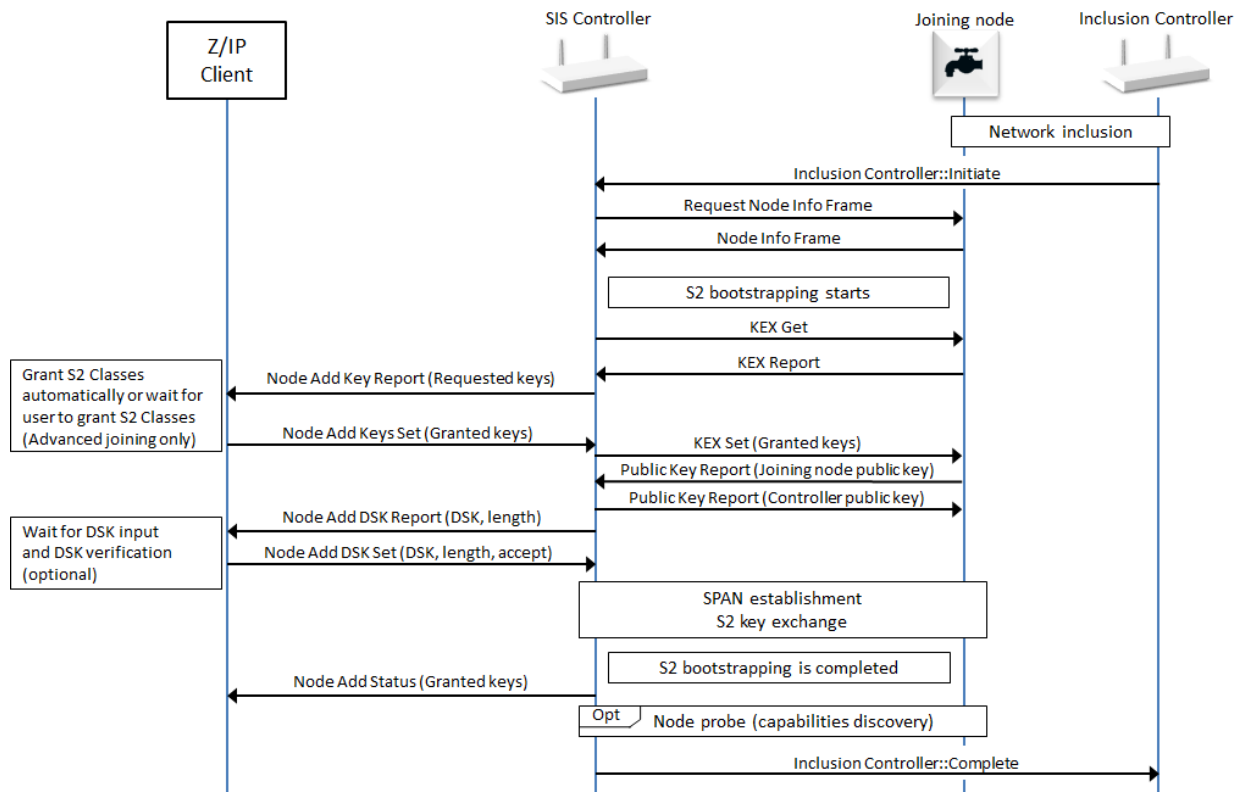 SIS Controller
Joining node
Inclusion Controller
Z/IP
Client
Network inclusion
Inclusion Controller::Initiate
Request Node Info Frame
Node Info Frame
S2 bootstrapping starts
KEX Get
KEX Report
Grant S2 Classes
automatically or wait for
user to grant S2 Classes
(Advanced joining only)
Node Add Key Report (Requested keys)
Node Add Keys Set (Granted keys)
KEX Set (Granted keys)
Public Key Report (Joining node public key)
Public Key Report (Controller public key)
Node Add DSK Report (DSK, length)
Wait for DSK input
and DSK verification
(optional)
Node Add DSK Set (DSK, length, accept)
SPAN establishment
S2 key exchange
S2 bootstrapping is completed
Node Add Status (Granted keys)
Opt
Node probe (capabilities discovery)
Inclusion Controller::Complete